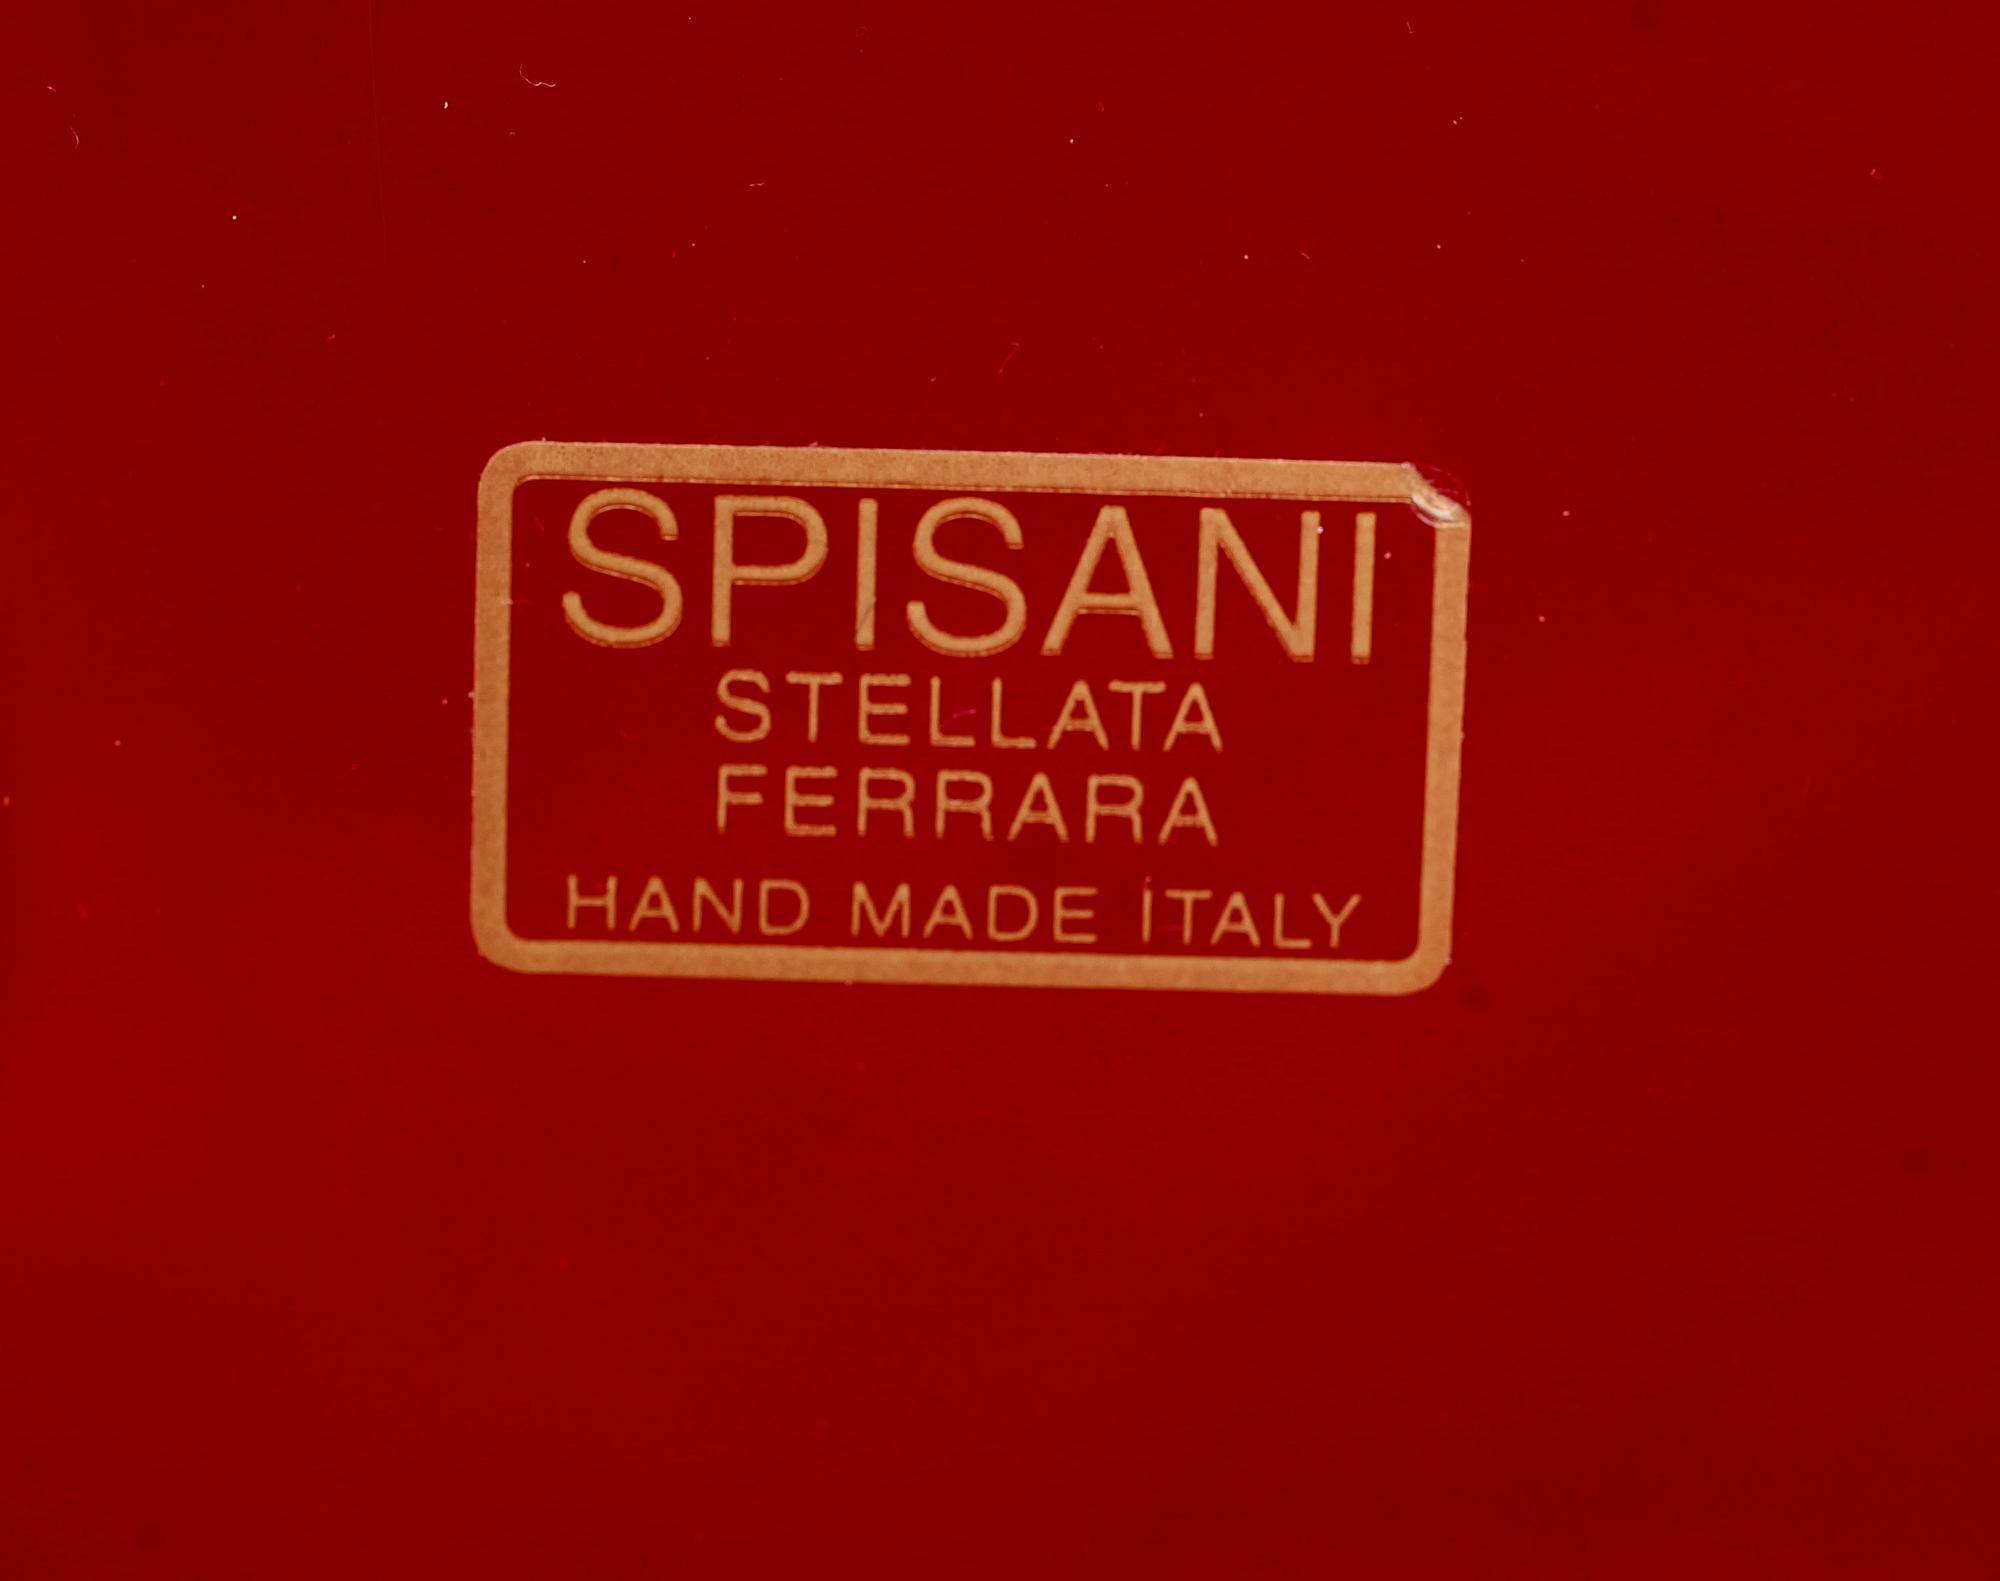 SPISANI
STELLATA
FERRARA
HAND MADE ITALY